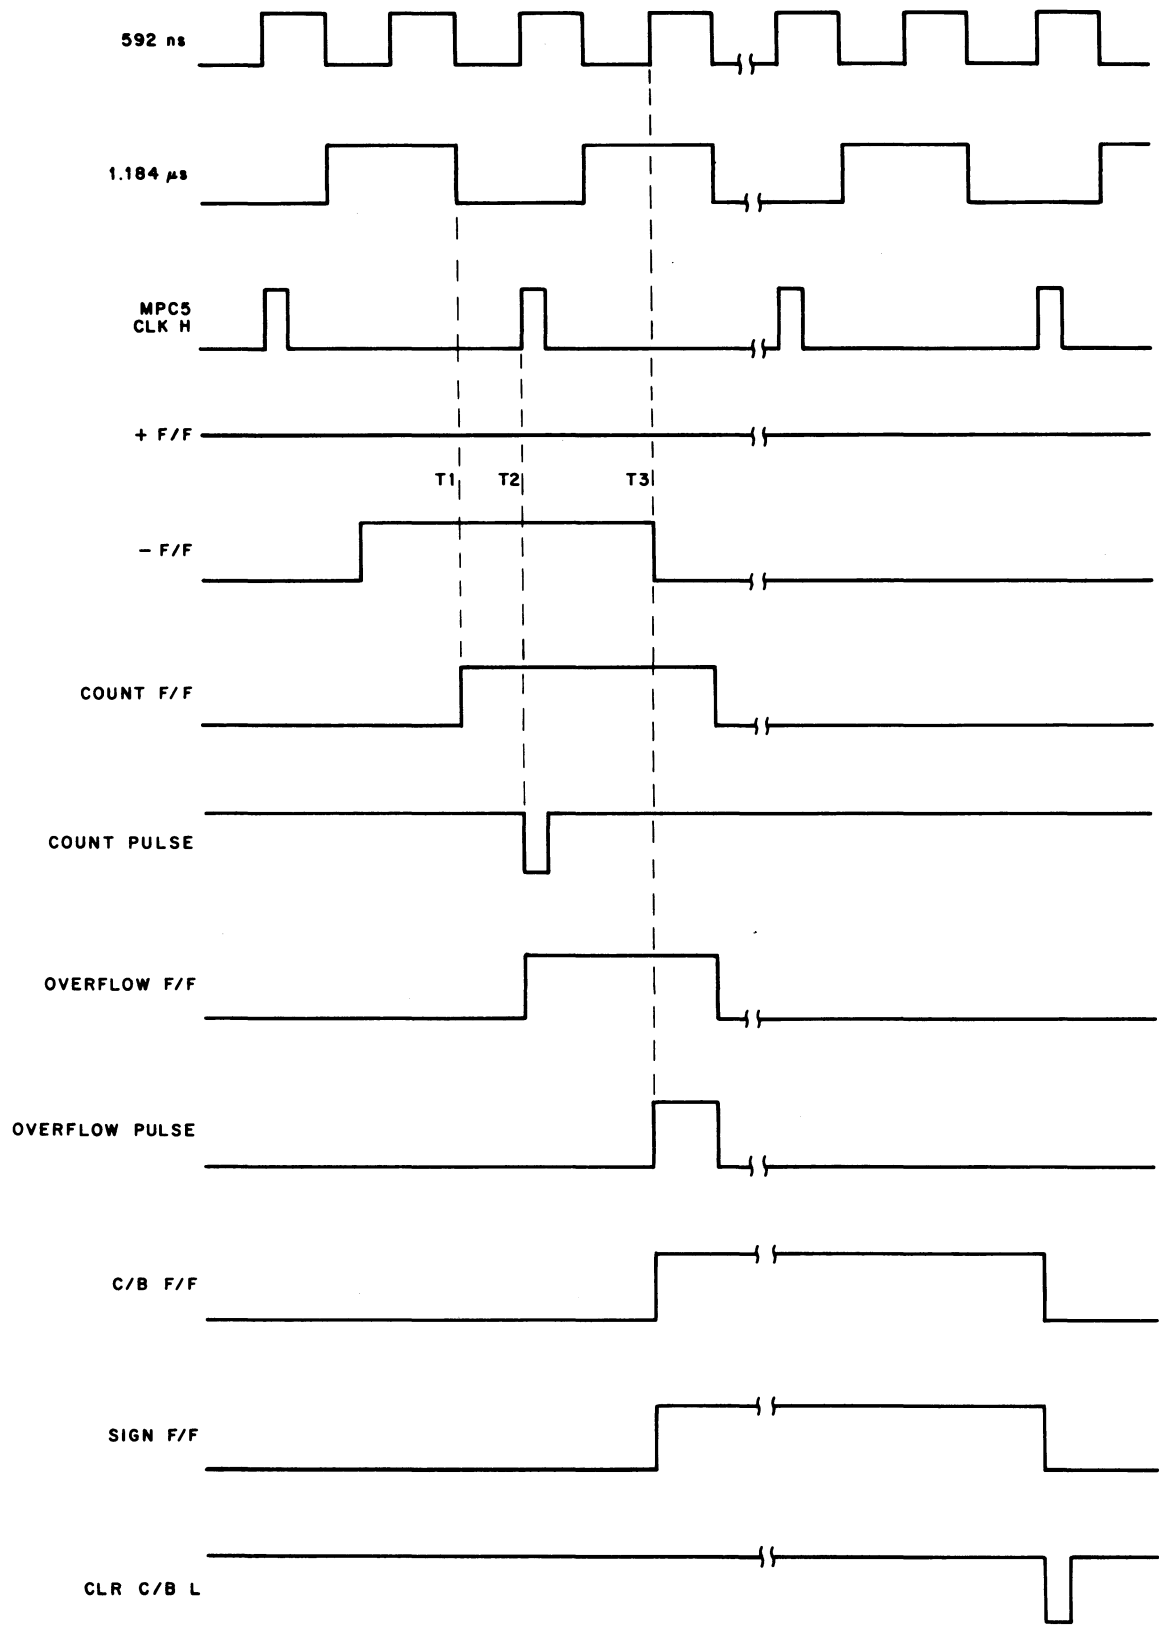 592 ns
1.184 μs
MPC5
CLK H
+ F/F
T1
T2
T3
– F/F
COUNT F/F
COUNT PULSE
OVERFLOW F/F
OVERFLOW PULSE
C/B F/F
SIGN F/F
CLR C/B L